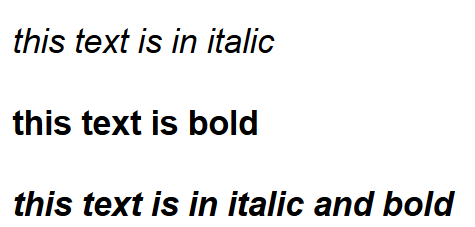 this text is in italic
this text is bold
this text is in italic and bold